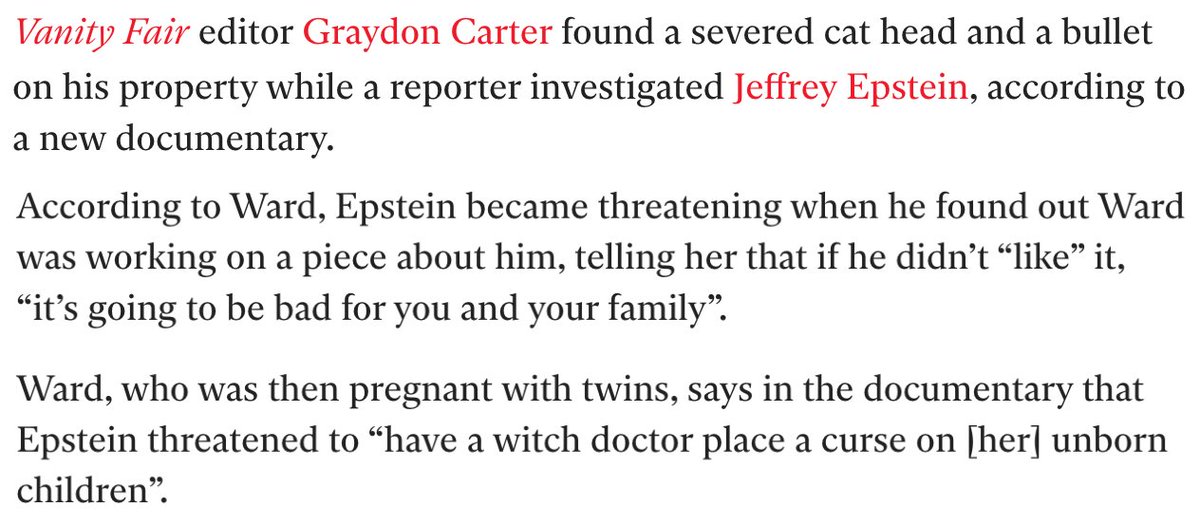 Vanity Fair editor Graydon Carter found a severed cat head and a bullet
on his property while a reporter investigated Jeffrey Epstein, according to
a new documentary.
According to Ward, Epstein became threatening when he found out Ward
was working on a piece about him, telling her that if he didn’t “like” it,
“it’s going to be bad for you and your family”.
Ward, who was then pregnant with twins, says in the documentary that
Epstein threatened to “have a witch doctor place a curse on [her] unborn
children”.